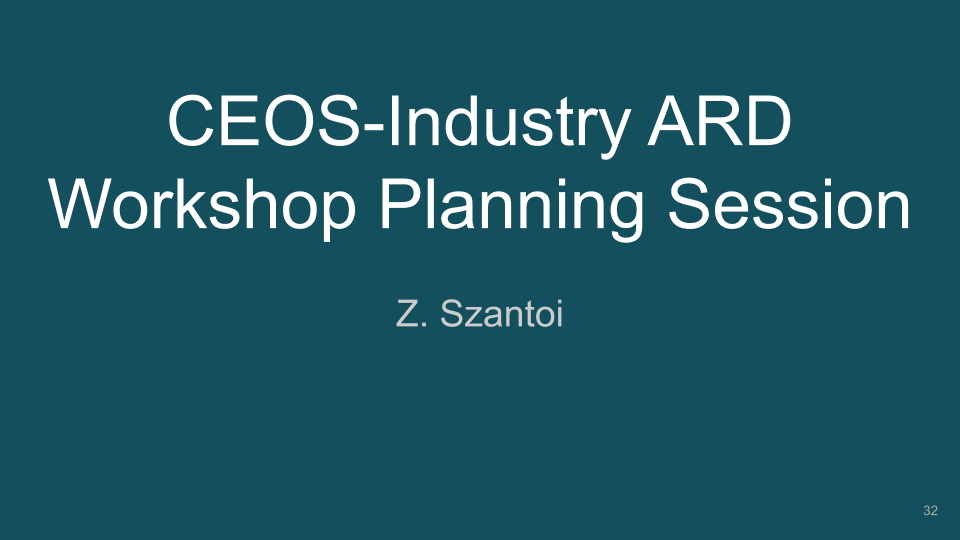 CEOS-Industry ARD
Workshop Planning Session
Z. Szantoi
32